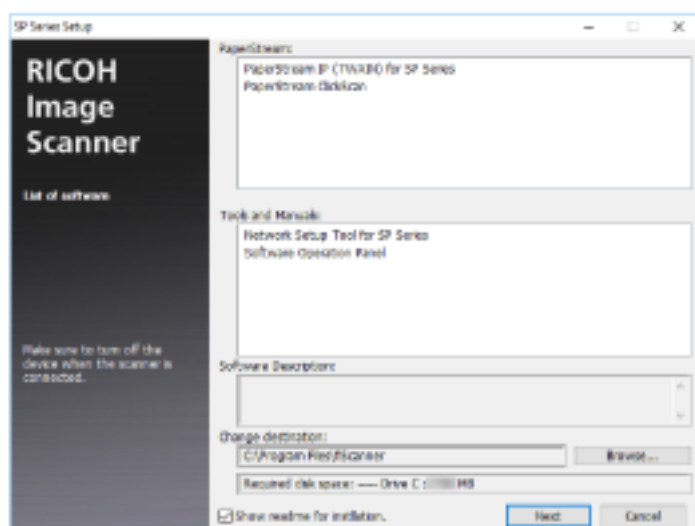 SP Series Setup
RICOH
Image
Scanner
List of software
Make sure to turn off the
device when the scanner is
connected.
PaperStream:
PaperStream IP (TWAIN) for SP Series
PaperStream ClickScan
Tools and Manuals:
Network Setup Tool for SP Series
Software Operation Panel
Software Description:
Change destination:
C:\Program Files\fiScanner
Browse...
Required disk space: ---- Drive C : MB
Show readme for instllation.
Next
Cancel